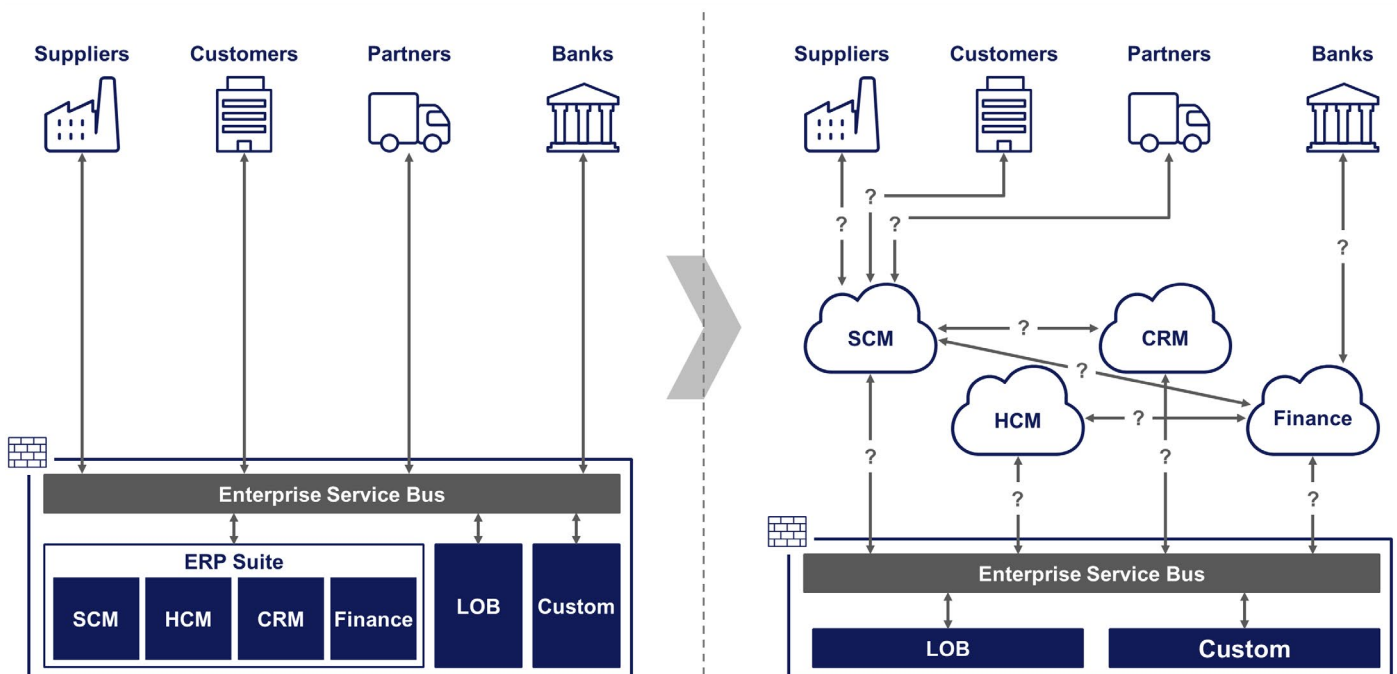 Suppliers
Customers
Partners
Banks
Enterprise Service Bus
ERP Suite
SCM
HCM
CRM
Finance
LOB
Custom
Suppliers
Customers
Partners
Banks
?
?
?
?
SCM
?
CRM
?
HCM
?
Finance
?
?
?
?
Enterprise Service Bus
LOB
Custom